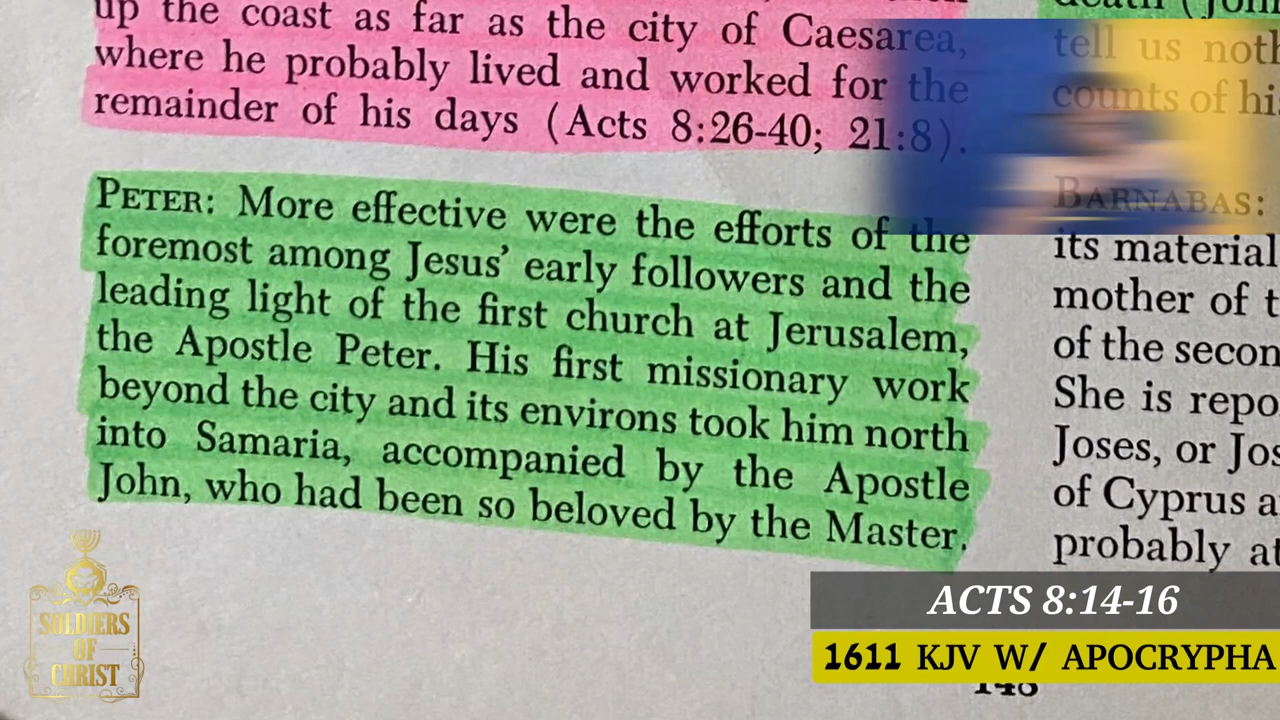 up the coast as far as the city of Caesarea,
where he probably lived and worked for the
remainder of his days (Acts 8:26-40; 21:8).
PETER: More effective were the efforts of the
foremost among Jesus' early followers and the
leading light of the first church at Jerusalem,
the Apostle Peter. His first missionary work
beyond the city and its environs took him north
into Samaria, accompanied by the Apostle
John, who had been so beloved by the Master.
death (John
tell us noth
counts of hi
BARNABAS:
its material
mother of t
of the secon
She is repo
Joses, or Jos
of Cyprus a
probably at
ACTS 8:14-16
1611 KJV W/ APOCRYPHA
SOLDIERS
OF
CHRIST